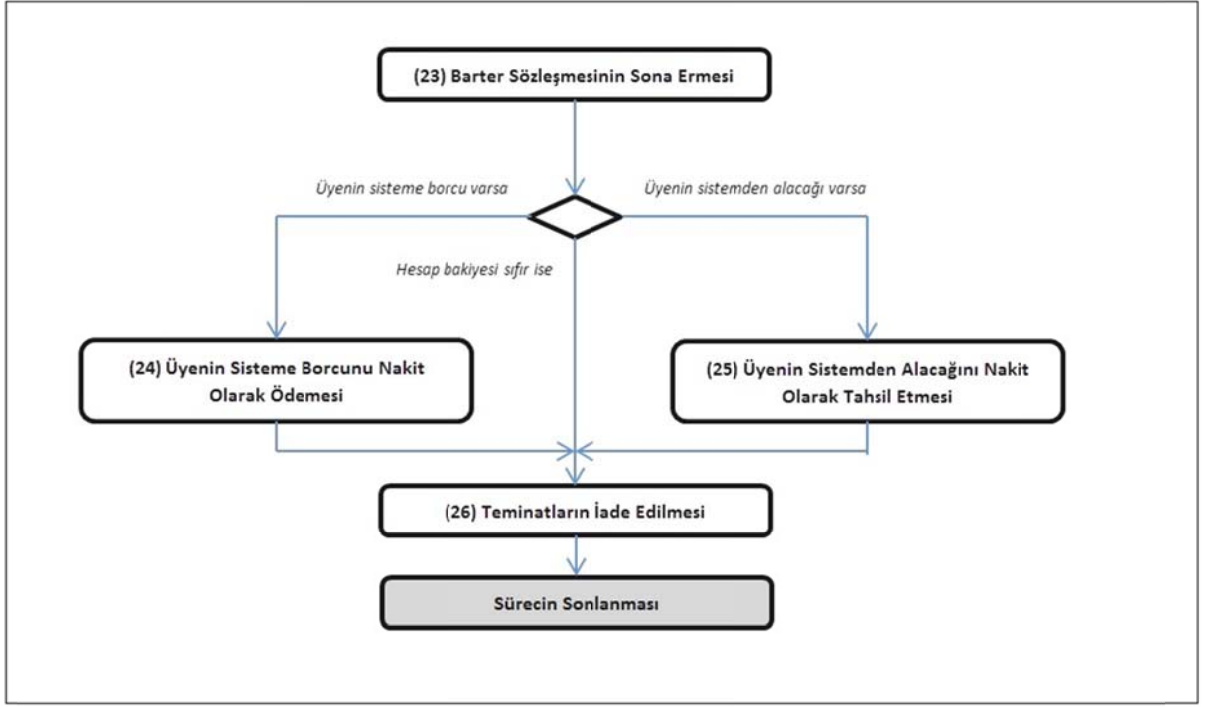 (23) Barter Sözleşmesinin Sona Ermesi
Üyenin sisteme borcu varsa
Üyenin sistemden alacağı varsa
Hesap bakiyesi sıfır ise
(24) Üyenin Sisteme Borcunu Nakit
Olarak Ödemesi
(25) Üyenin Sistemden Alacağını Nakit
Olarak Tahsil Etmesi
(26) Teminatların İade Edilmesi
Sürecin Sonlanması